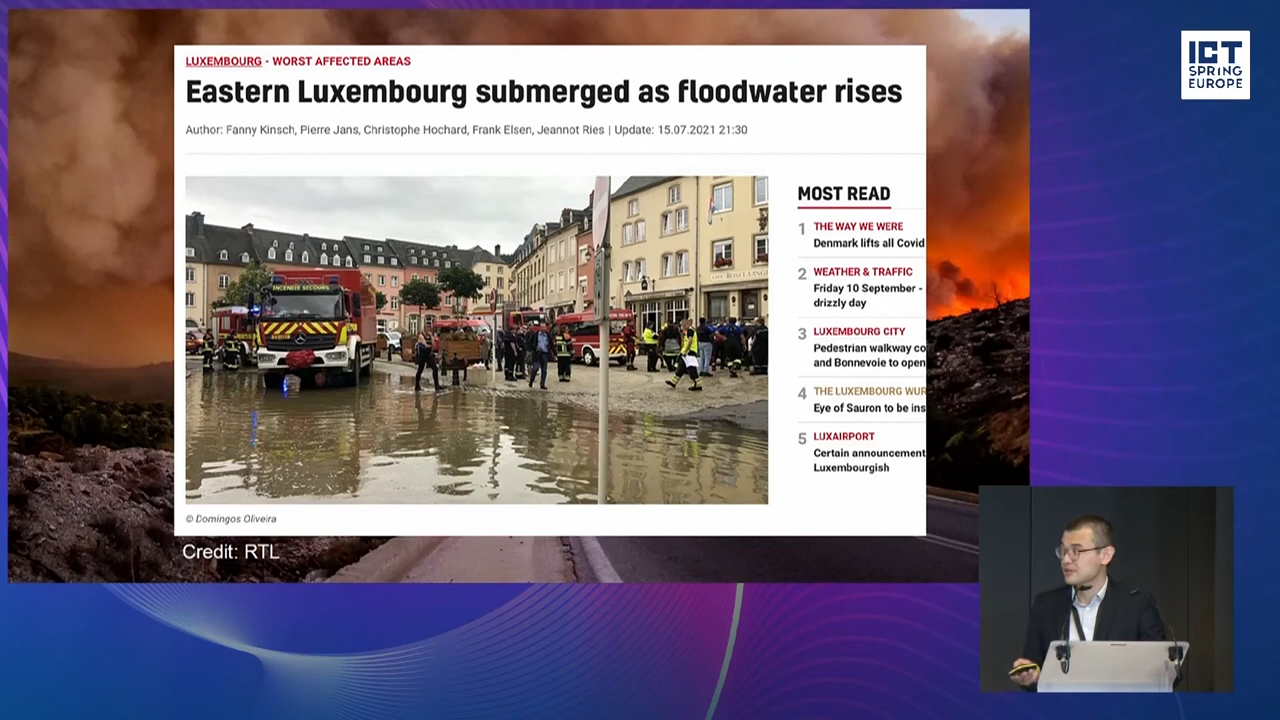 ICT
SPRING
EUROPE
LUXEMBOURG - WORST AFFECTED AREAS
Eastern Luxembourg submerged as floodwater rises
Author: Fanny Kinsch, Pierre Jans, Christophe Hochard, Frank Elsen, Jeannot Ries | Update: 15.07.2021 21:30
INCENDIE SECOURS
MOST READ
1 THE WAY WE WERE
Denmark lifts all Covid
2 WEATHER & TRAFFIC
Friday 10 September -
drizzly day
3 LUXEMBOURG CITY
Pedestrian walkway co
and Bonnevoie to open
4 THE LUXEMBOURG WUR
Eye of Sauron to be ins
5 LUXAIRPORT
Certain announcement
Luxembourgish
© Domingos Oliveira
Credit: RTL